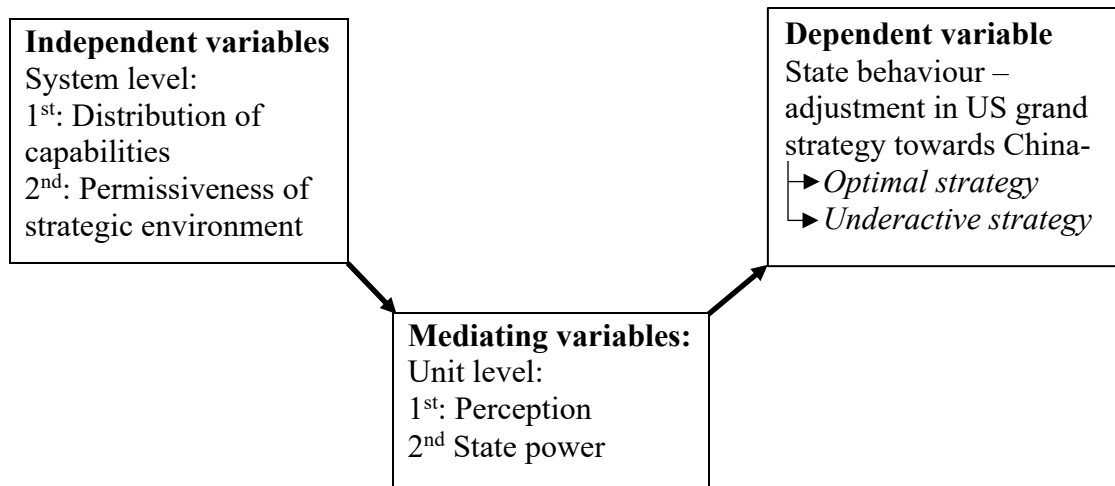 Independent variables
System level:
1st: Distribution of
capabilities
2nd: Permissiveness of
strategic environment
Dependent variable
State behaviour –
adjustment in US grand
strategy towards China-
Optimal strategy
Underactive strategy
Mediating variables:
Unit level:
1st: Perception
2nd State power